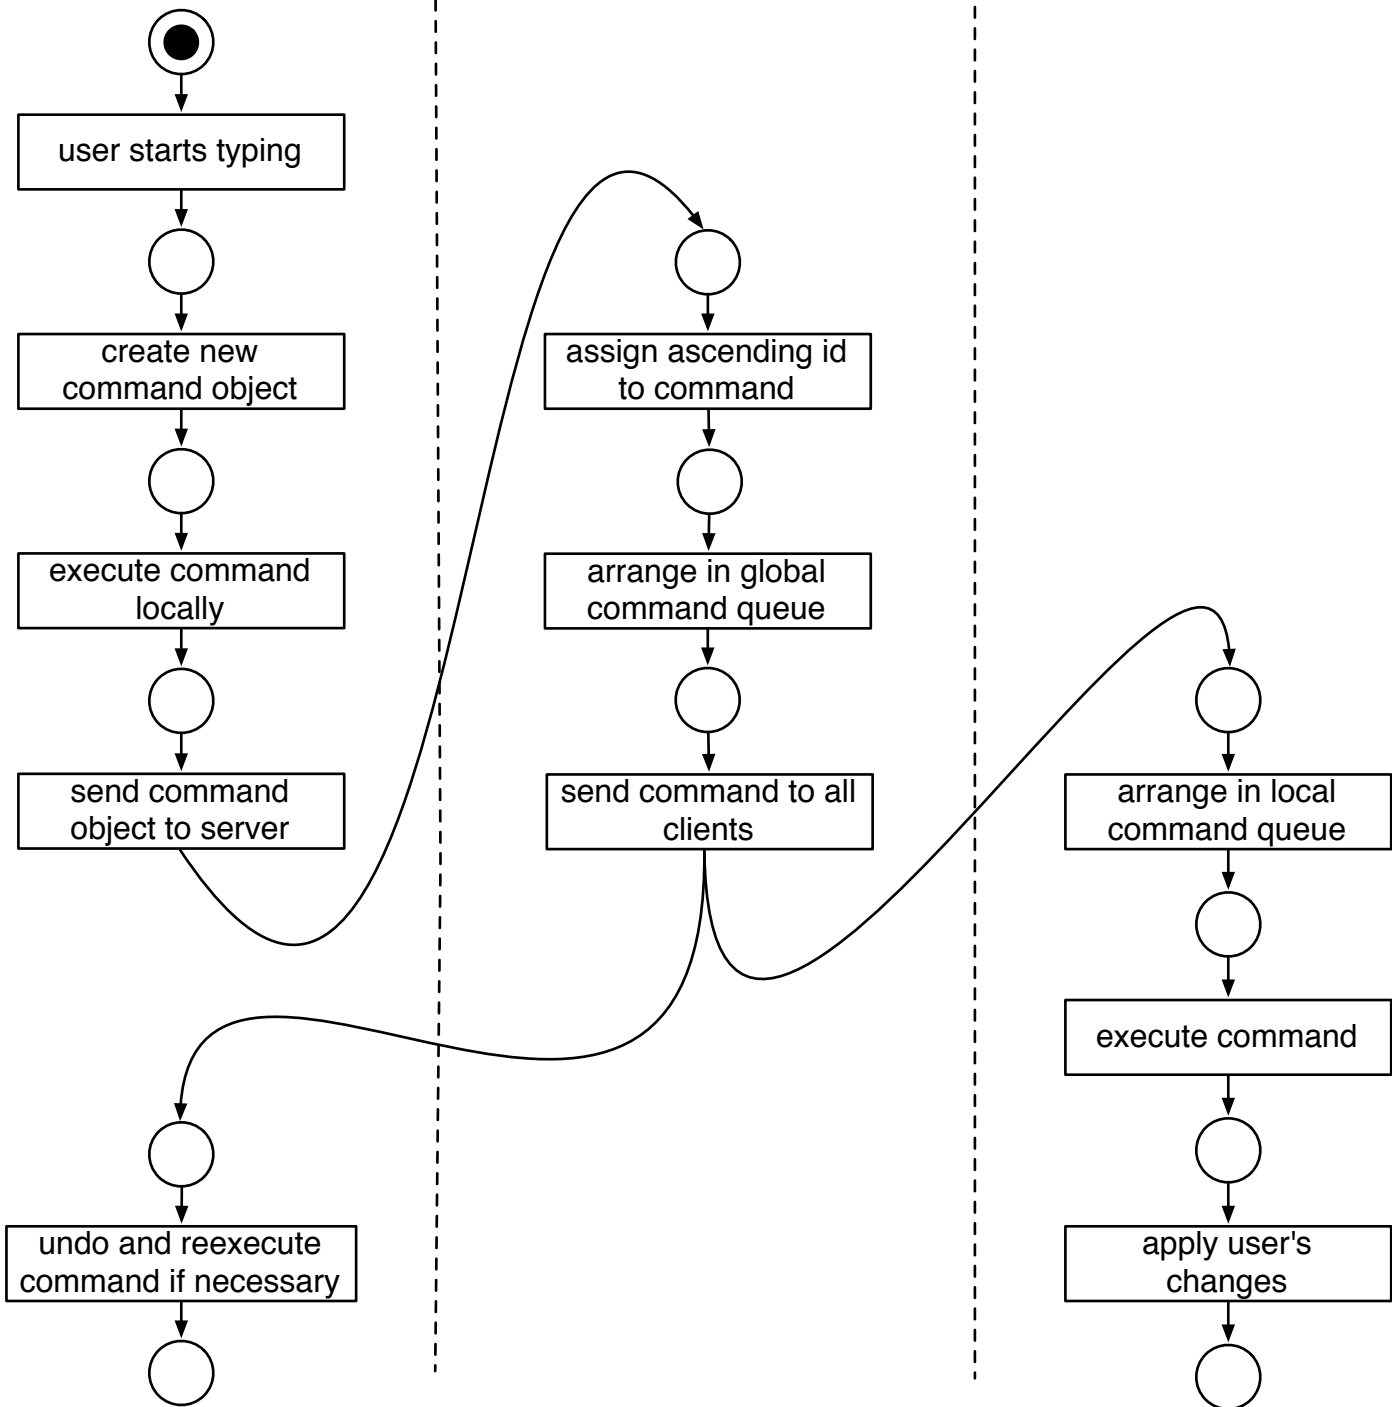 user starts typing
create new
command object
execute command
locally
send command
object to server
undo and reexecute
command if necessary
assign ascending id
to command
arrange in global
command queue
send command to all
clients
arrange in local
command queue
execute command
apply user's
changes